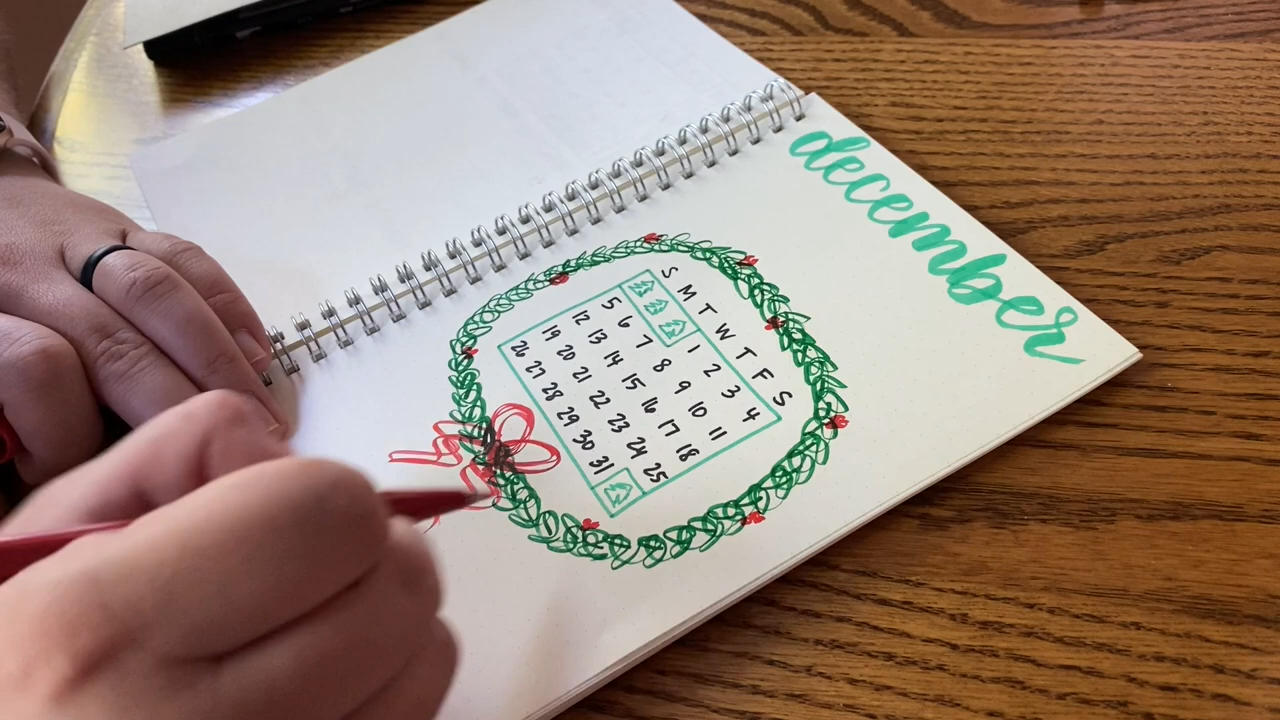 december
S M T W T F S
1 2 3 4
5 6 7 8 9 10 11
12 13 14 15 16 17 18
19 20 21 22 23 24 25
26 27 28 29 30 31